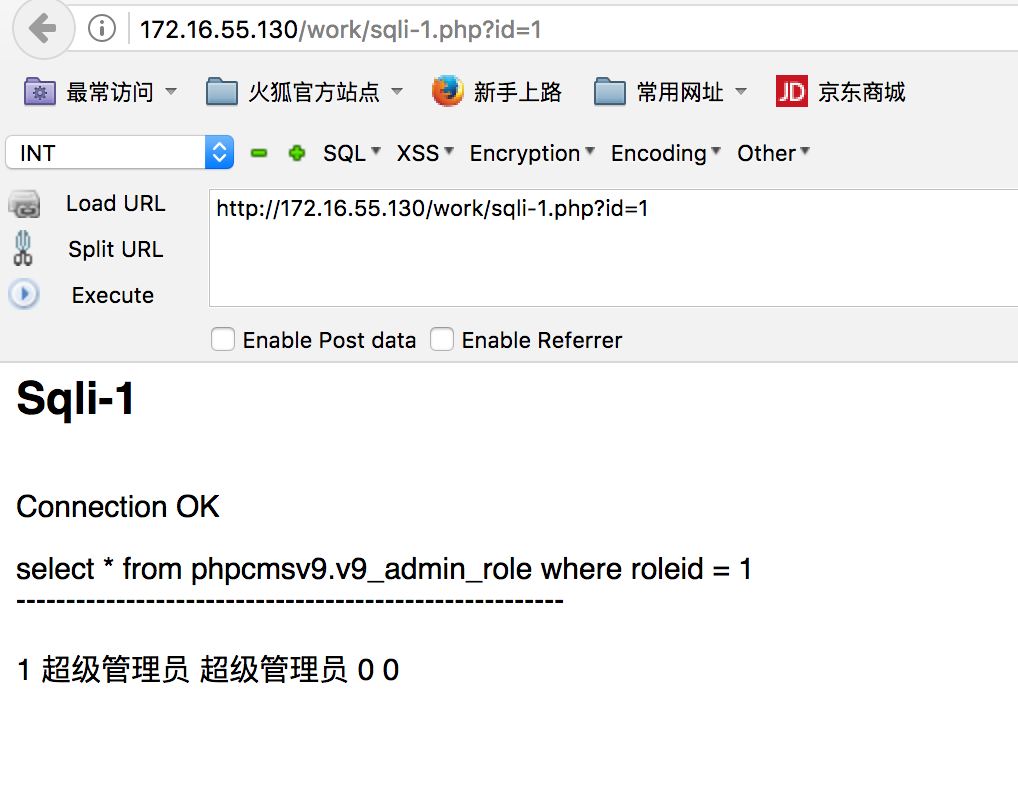 172.16.55.130/work/sqli-1.php?id=1
最常访问 火狐官方站点 新手上路 常用网址 JD 京东商城
INT SQL XSS Encryption Encoding Other
Load URL http://172.16.55.130/work/sqli-1.php?id=1
Split URL
Execute
Enable Post data Enable Referrer
Sqli-1
Connection OK
select * from phpcmsv9.v9_admin_role where roleid = 1
-------------------------------------------------------
1 超级管理员 超级管理员 0 0